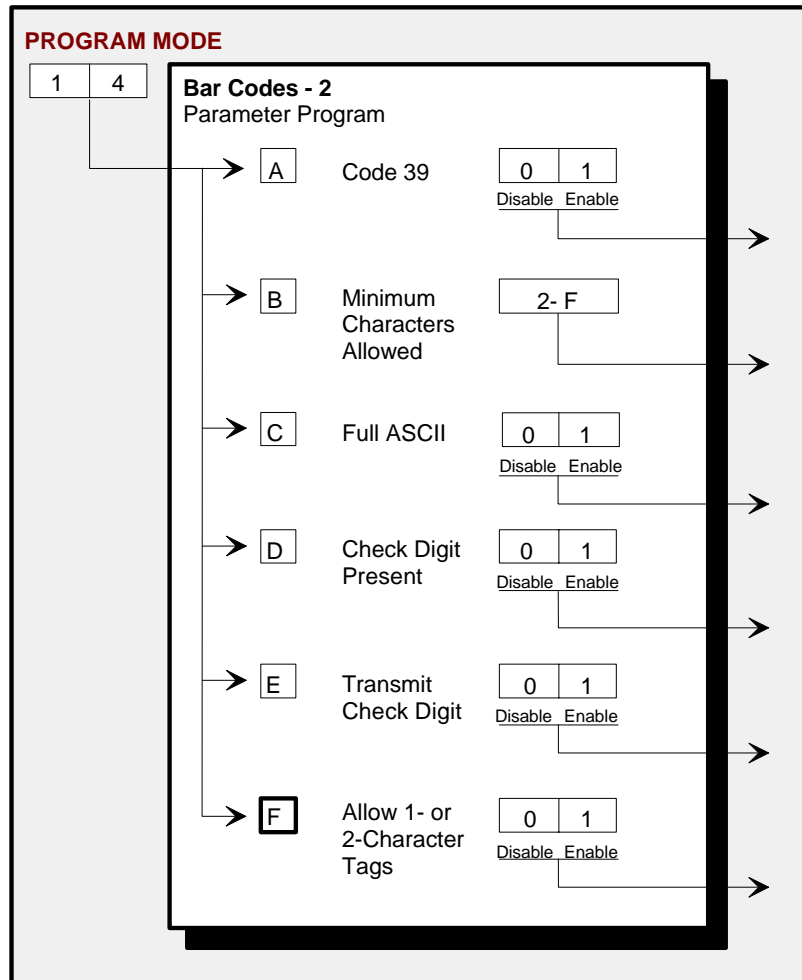 PROGRAM MODE
1 4
Bar Codes - 2
Parameter Program
A Code 39 0 1
Disable Enable
B Minimum 2- F
Characters
Allowed
C Full ASCII 0 1
Disable Enable
D Check Digit 0 1
Present Disable Enable
E Transmit 0 1
Check Digit Disable Enable
F Allow 1- or 0 1
2-Character Disable Enable
Tags